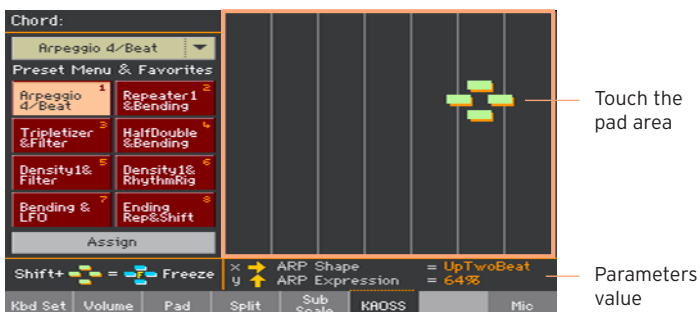 Chord:
Arpeggio 4/Beat
Preset Menu & Favorites
Arpeggio 1
4/Beat
Repeater1 2
&Bending
Tripletizer 3
&Filter
HalfDouble 4
&Bending
Density1& 5
Filter
Density1& 6
RhythmRig
Bending & 7
LFO
Ending 8
Rep&Shift
Assign
Touch the
pad area
Shift+ = F Freeze
x ARP Shape = UpTwoBeat
y ARP Expression = 64%
Parameters
value
Kbd Set Volume Pad Split Sub Scale KAOSS Mic